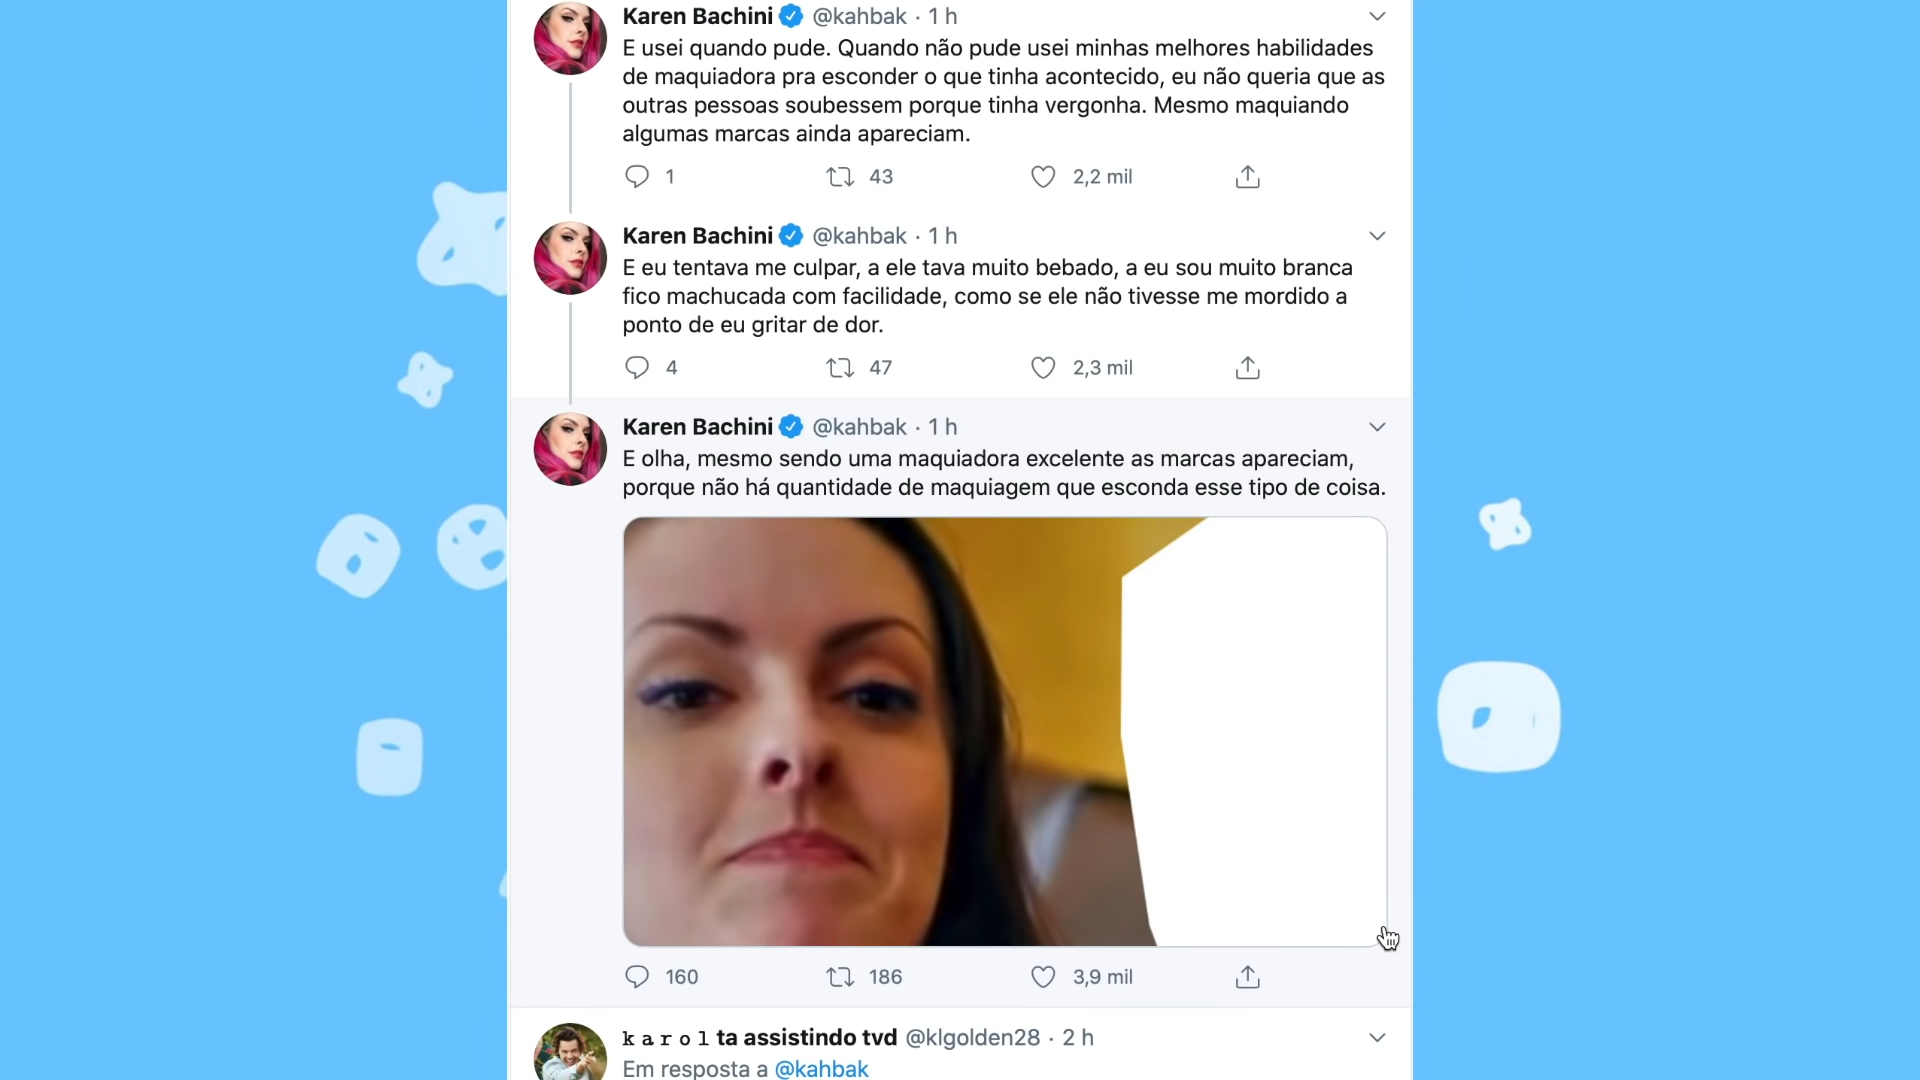 Karen Bachini @kahbak · 1 h
E usei quando pude. Quando não pude usei minhas melhores habilidades
de maquiadora pra esconder o que tinha acontecido, eu não queria que as
outras pessoas soubessem porque tinha vergonha. Mesmo maquiando
algumas marcas ainda apareciam.
1 43 2,2 mil
Karen Bachini @kahbak · 1 h
E eu tentava me culpar, a ele tava muito bebado, a eu sou muito branca
fico machucada com facilidade, como se ele não tivesse me mordido a
ponto de eu gritar de dor.
4 47 2,3 mil
Karen Bachini @kahbak · 1 h
E olha, mesmo sendo uma maquiadora excelente as marcas apareciam,
porque não há quantidade de maquiagem que esconda esse tipo de coisa.
160 186 3,9 mil
k a r o l ta assistindo tvd @klgolden28 · 2 h
Em resposta a @kahbak